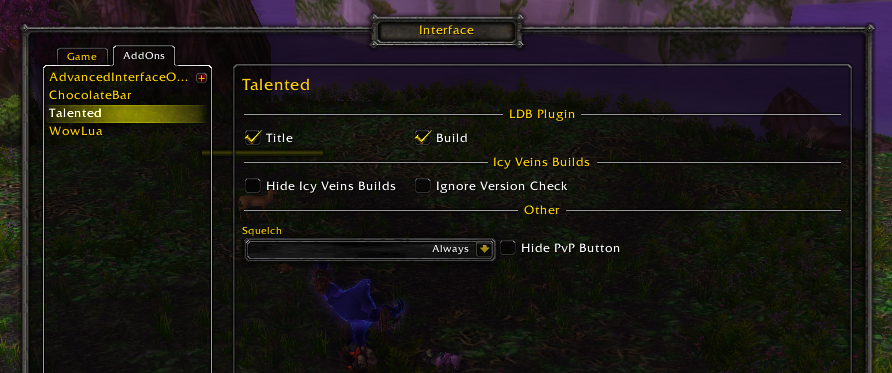 Interface
Game
AddOns
AdvancedInterfaceO...
ChocolateBar
Talented
WowLua
Talented
LDB Plugin
Title
Build
Icy Veins Builds
Hide Icy Veins Builds
Ignore Version Check
Other
Squelch
Always
Hide PvP Button